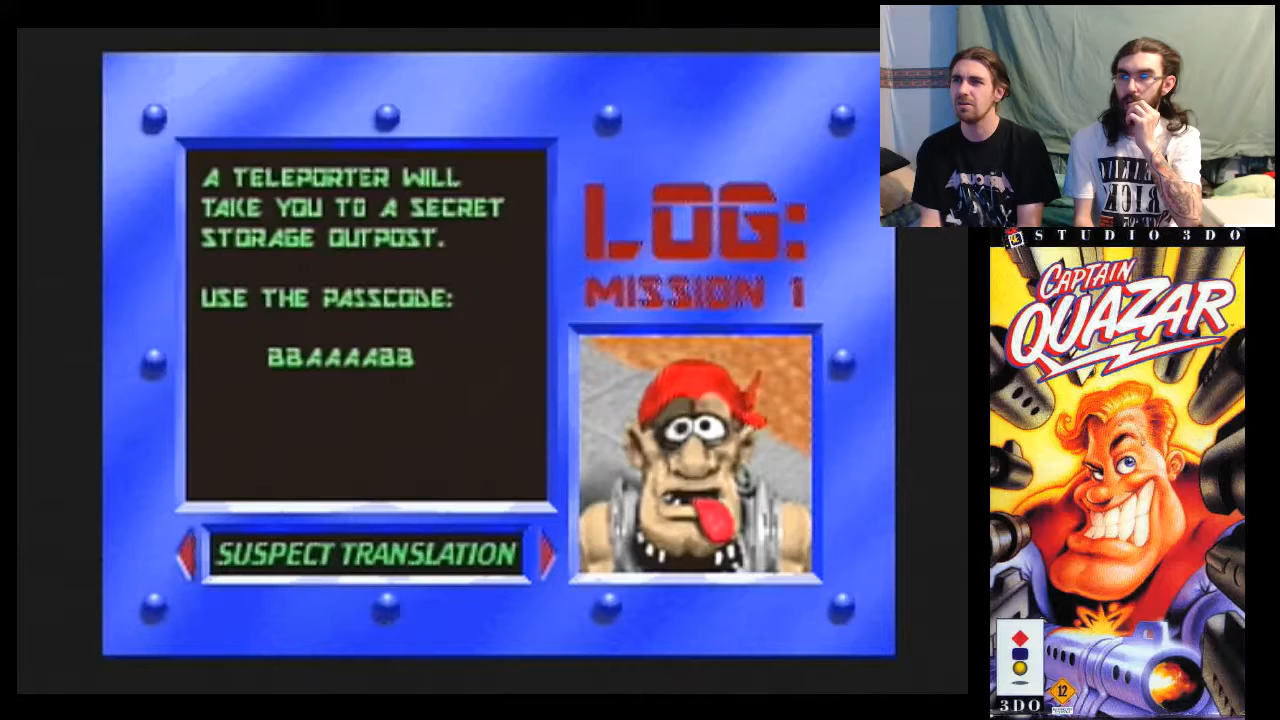 A TELEPORTER WILL
TAKE YOU TO A SECRET
STORAGE OUTPOST.
USE THE PASSCODE:
BBAAAABB
SUSPECT TRANSLATION
LOG:
MISSION 1
STUDIO 3DO
CAPTAIN
QUAZAR
12
3DO